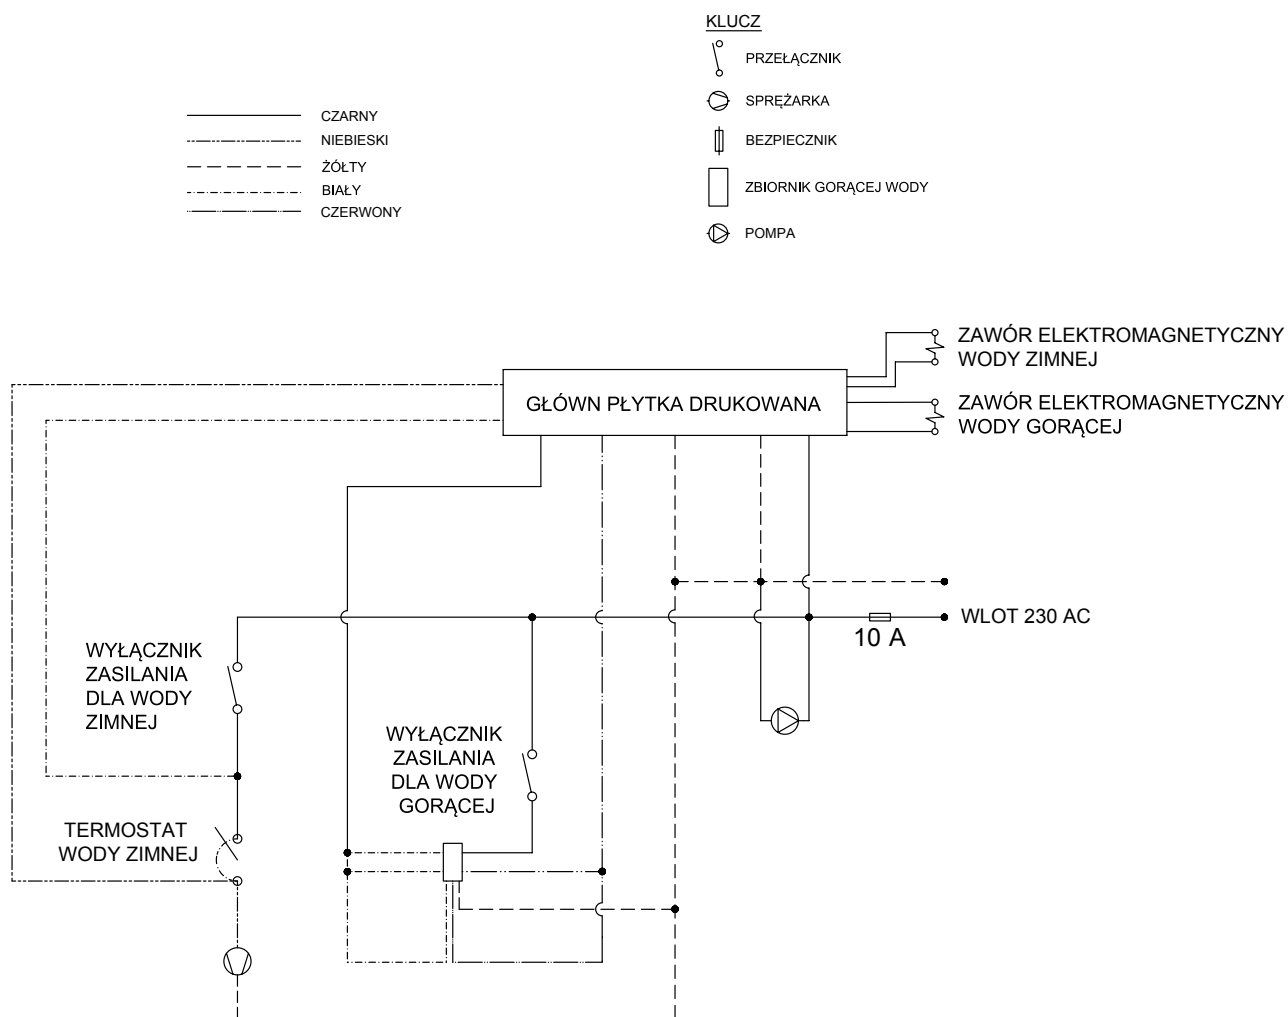 KLUCZ
PRZEŁĄCZNIK
SPRĘŻARKA
BEZPIECZNIK
ZBIORNIK GORĄCEJ WODY
POMPA
CZARNY
NIEBIESKI
ŻÓŁTY
BIAŁY
CZERWONY
ZAWÓR ELEKTROMAGNETYCZNY
WODY ZIMNEJ
GŁÓWN PŁYTKA DRUKOWANA
ZAWÓR ELEKTROMAGNETYCZNY
WODY GORĄCEJ
WLOT 230 AC
10 A
WYŁĄCZNIK
ZASILANIA
DLA WODY
ZIMNEJ
WYŁĄCZNIK
ZASILANIA
DLA WODY
GORĄCEJ
TERMOSTAT
WODY ZIMNEJ